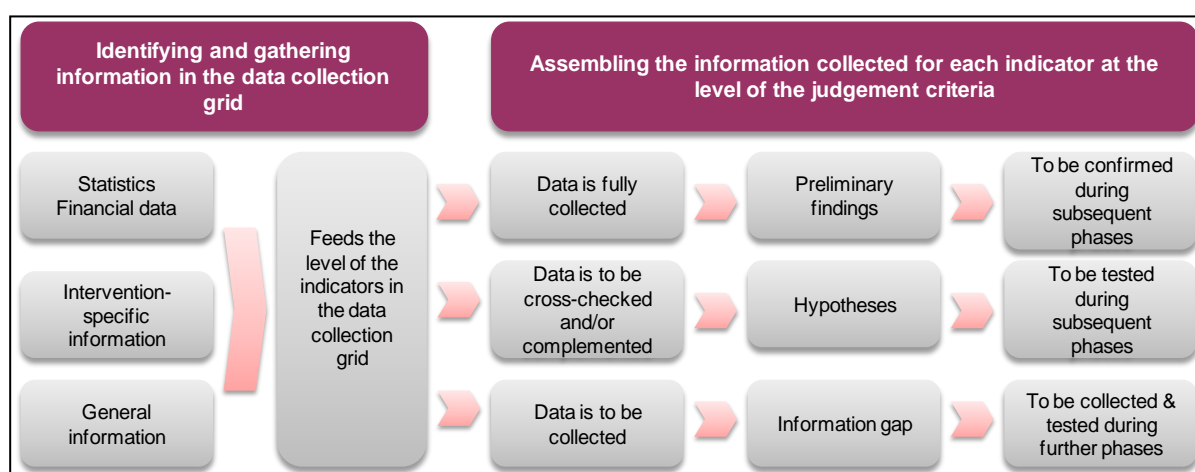 Identifying and gathering
information in the data collection
grid
Assembling the information collected for each indicator at the
level of the judgement criteria
Statistics
Financial data
Intervention-
specific
information
General
information
Feeds the
level of the
indicators in
the data
collection
grid
Data is fully
collected
Preliminary
findings
To be confirmed
during
subsequent
phases
Data is to be
cross-checked
and/or
complemented
Hypotheses
To be tested
during
subsequent
phases
Data is to be
collected
Information gap
To be collected &
tested during
further phases